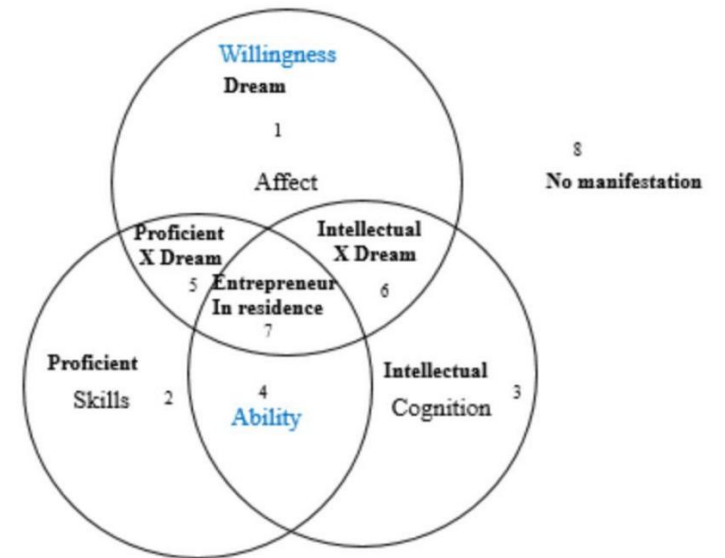 Willingness
Dream
1
Affect
8
No manifestation
Proficient
X Dream
5
Intellectual
X Dream
6
Entrepreneur
In residence
7
Proficient
Skills 2
4
Ability
Intellectual
Cognition
3